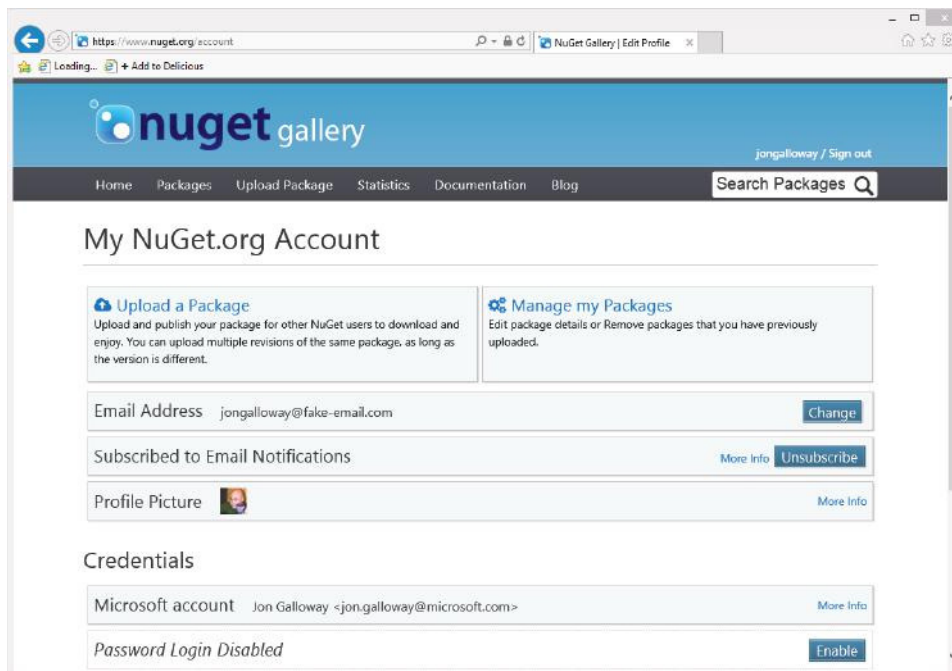 https://www.nuget.org/account
NuGet Gallery | Edit Profile
Loading... + Add to Delicious
nuget gallery
jongalloway / Sign out
Home Packages Upload Package Statistics Documentation Blog Search Packages
My NuGet.org Account
Upload a Package
Upload and publish your package for other NuGet users to download and
enjoy. You can upload multiple revisions of the same package, as long as
the version is different.
Manage my Packages
Edit package details or Remove packages that you have previously
uploaded.
Email Address jongalloway@fake-email.com Change
Subscribed to Email Notifications More Info Unsubscribe
Profile Picture More Info
Credentials
Microsoft account Jon Galloway <jon.galloway@microsoft.com> More Info
Password Login Disabled Enable